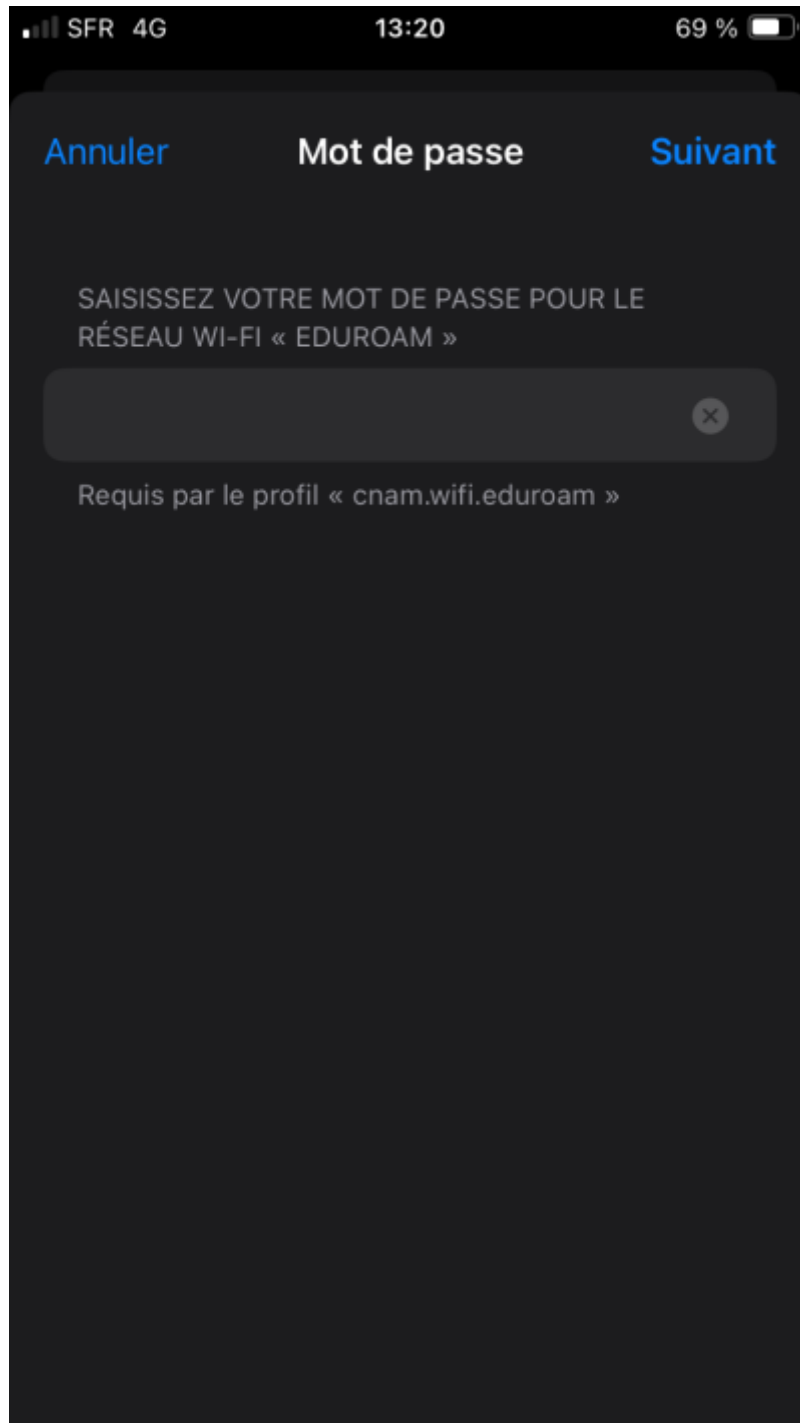 SFR 4G 13:20 69 %
Annuler Mot de passe Suivant
SAISISSEZ VOTRE MOT DE PASSE POUR LE
RÉSEAU WI-FI « EDUROAM »
Requis par le profil « cnam.wifi.eduroam »